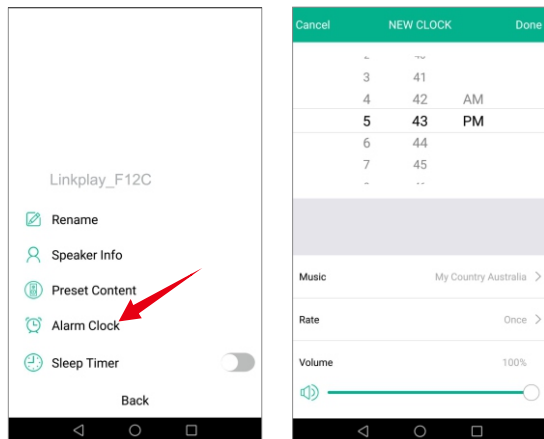 Linkplay_F12C
Rename
Speaker Info
Preset Content
Alarm Clock
Sleep Timer
Back
Cancel NEW CLOCK Done
3 41
4 42 AM
5 43 PM
6 44
7 45
Music My Country Australia >
Rate Once >
Volume 100%